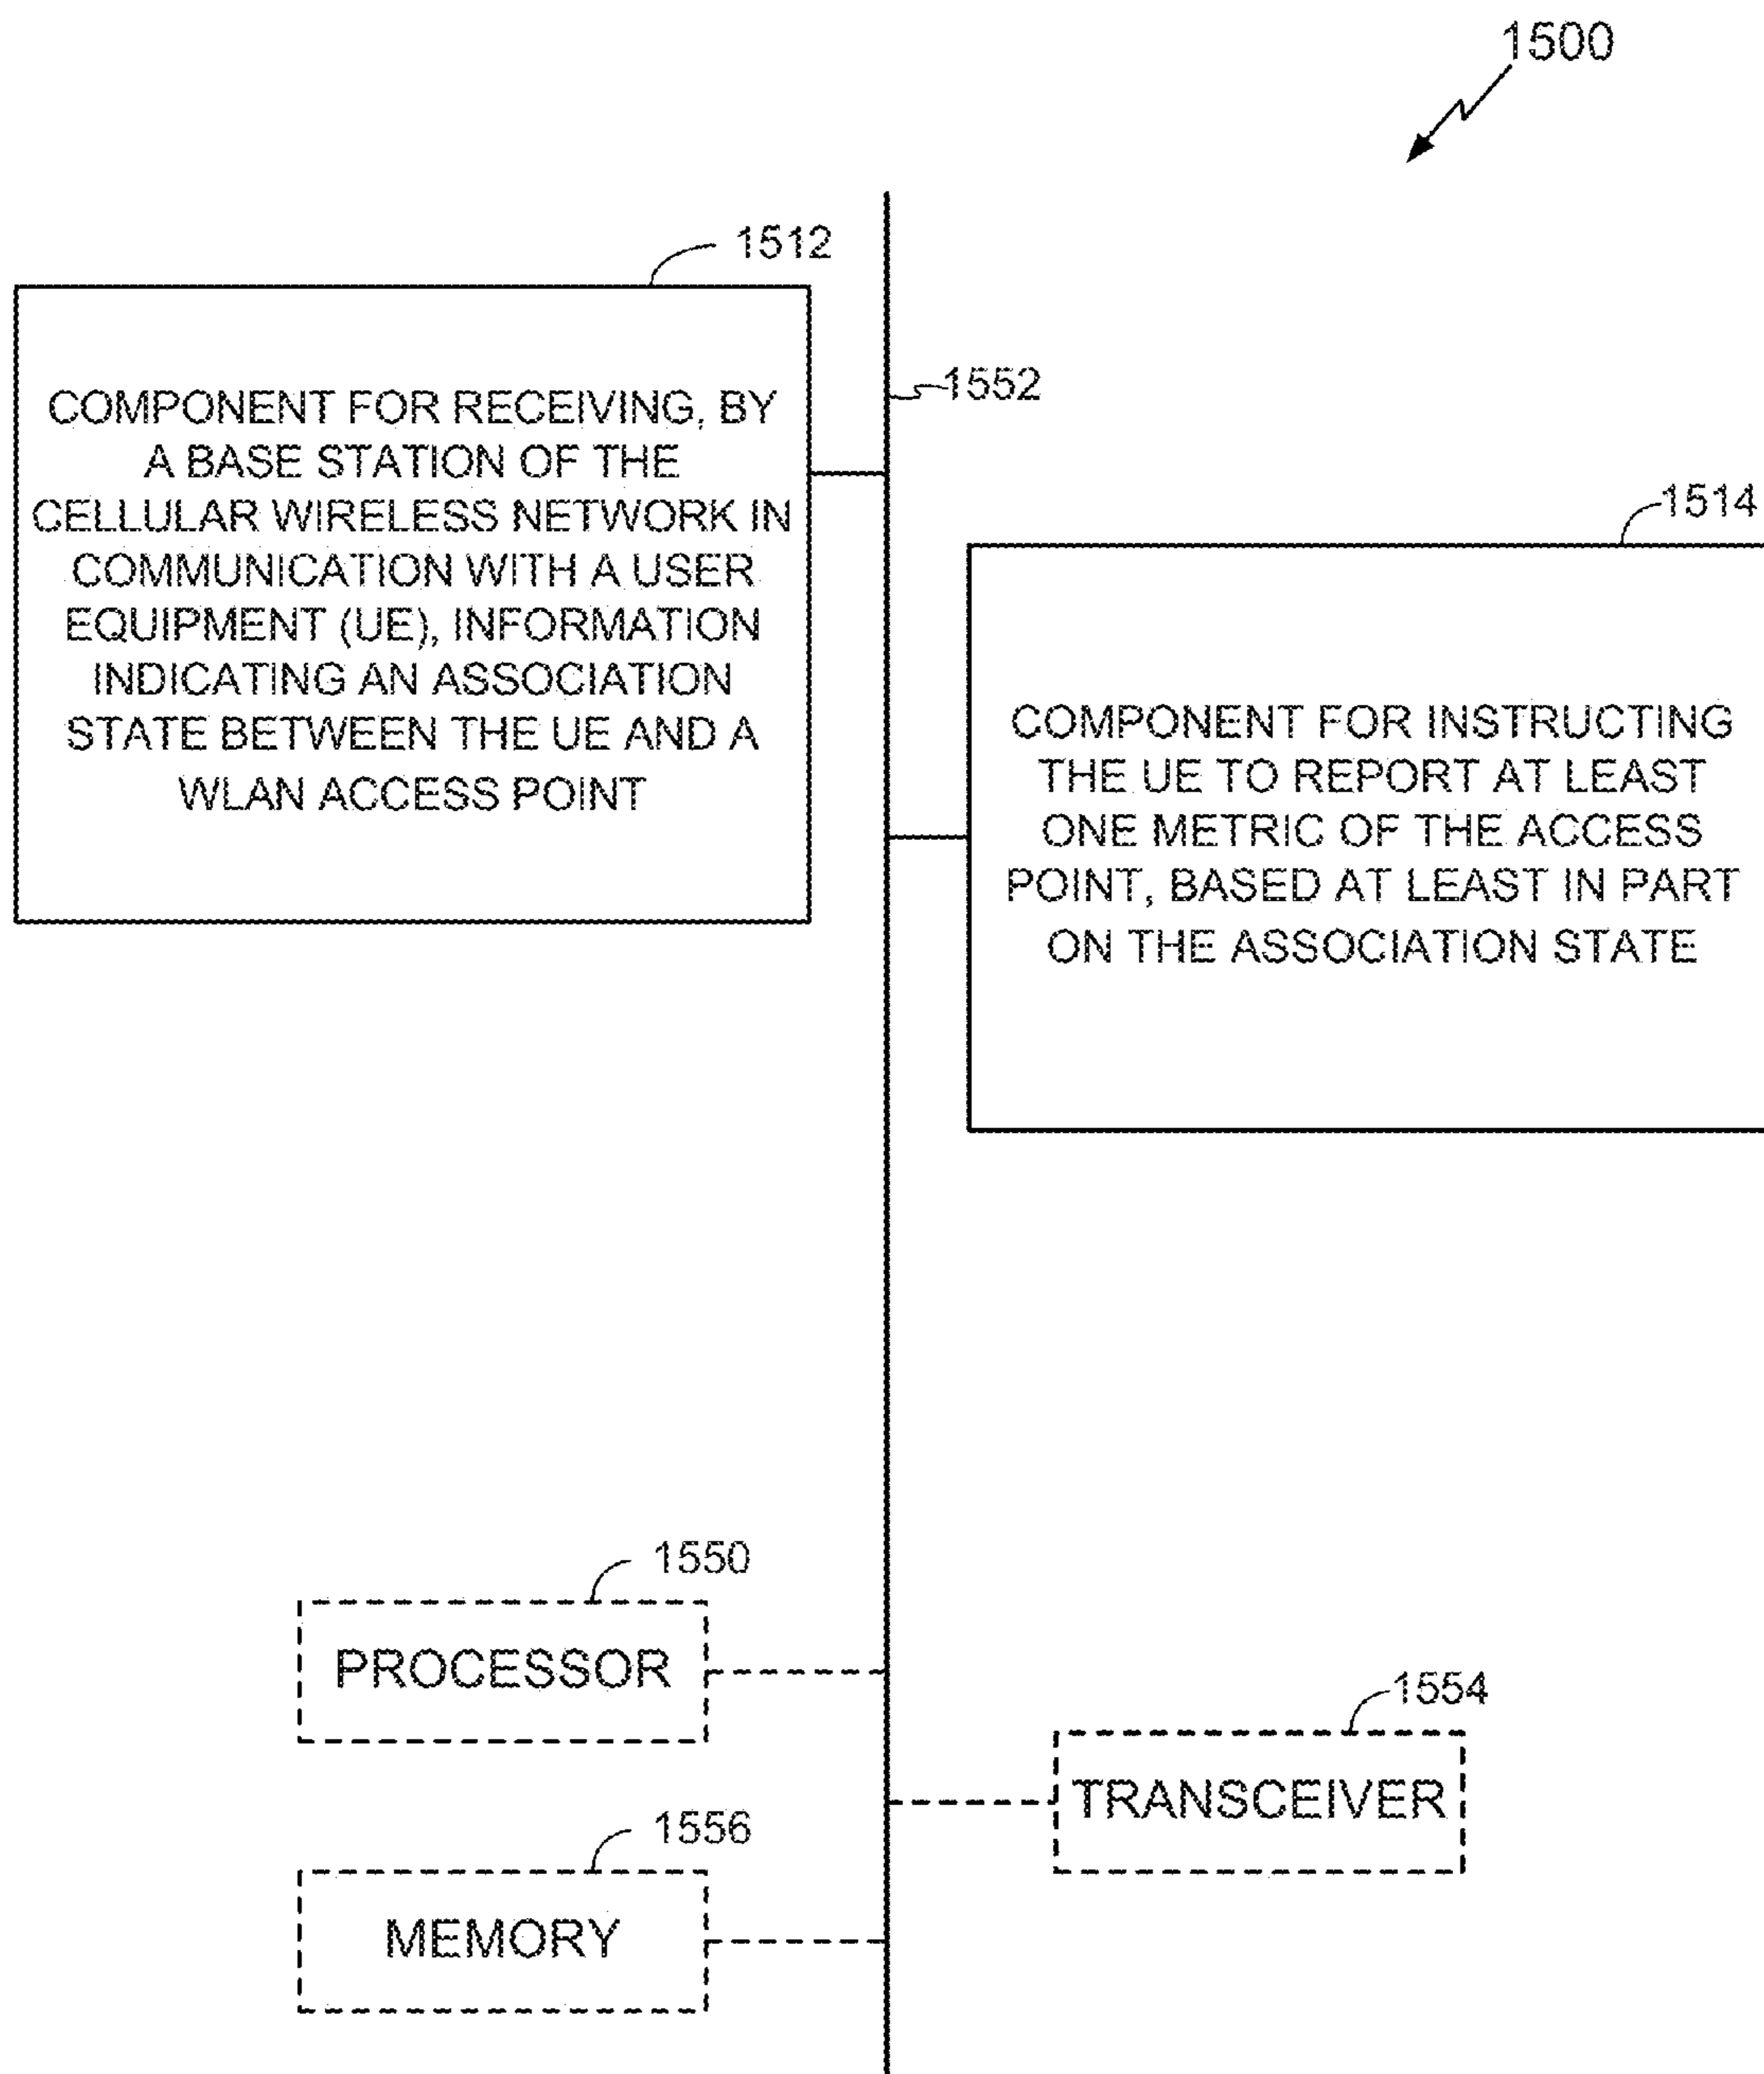 1500
1512
COMPONENT FOR RECEIVING, BY
A BASE STATION OF THE
CELLULAR WIRELESS NETWORK IN
COMMUNICATION WITH A USER
EQUIPMENT (UE), INFORMATION
INDICATING AN ASSOCIATION
STATE BETWEEN THE UE AND A
WLAN ACCESS POINT
1552
1514
COMPONENT FOR INSTRUCTING
THE UE TO REPORT AT LEAST
ONE METRIC OF THE ACCESS
POINT, BASED AT LEAST IN PART
ON THE ASSOCIATION STATE
1550
PROCESSOR
1554
TRANSCEIVER
1556
MEMORY